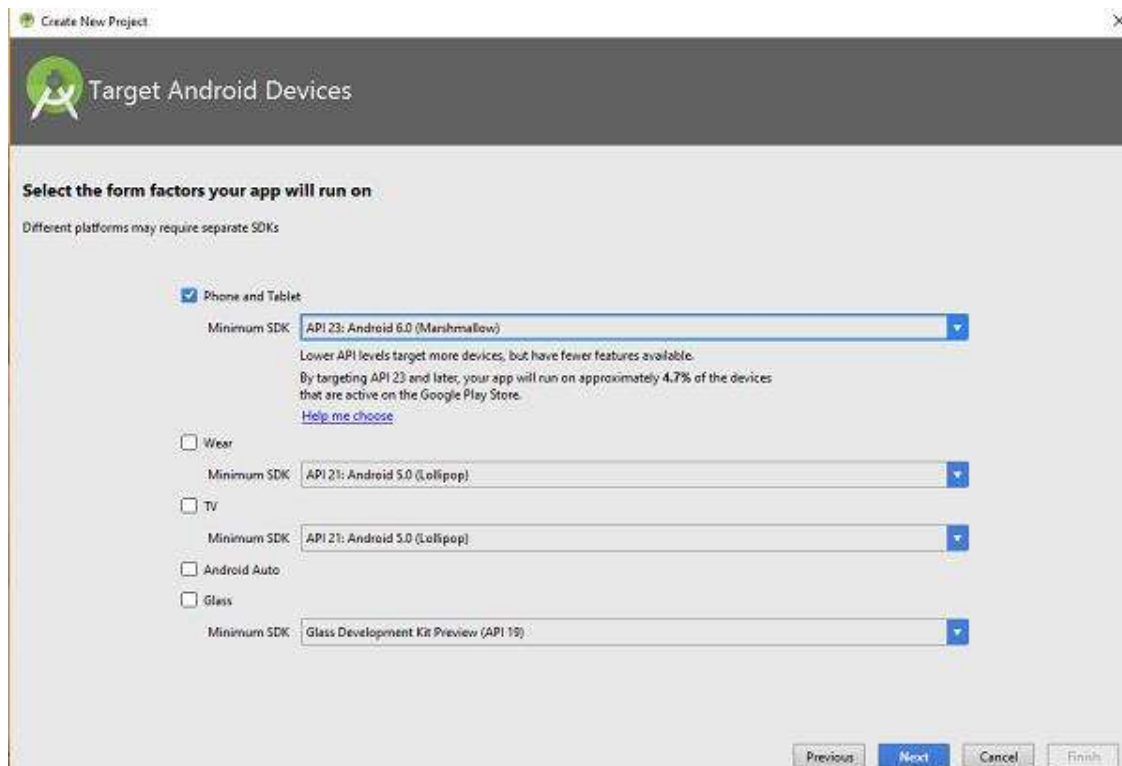 Create New Project
Target Android Devices
Select the form factors your app will run on
Different platforms may require separate SDKs
Phone and Tablet
Minimum SDK API 23: Android 6.0 (Marshmallow)
Lower API levels target more devices, but have fewer features available.
By targeting API 23 and later, your app will run on approximately 4.7% of the devices
that are active on the Google Play Store.
Help me choose
Wear
Minimum SDK API 21: Android 5.0 (Lollipop)
TV
Minimum SDK API 21: Android 5.0 (Lollipop)
Android Auto
Glass
Minimum SDK Glass Development Kit Preview (API 19)
Previous Next Cancel Finish